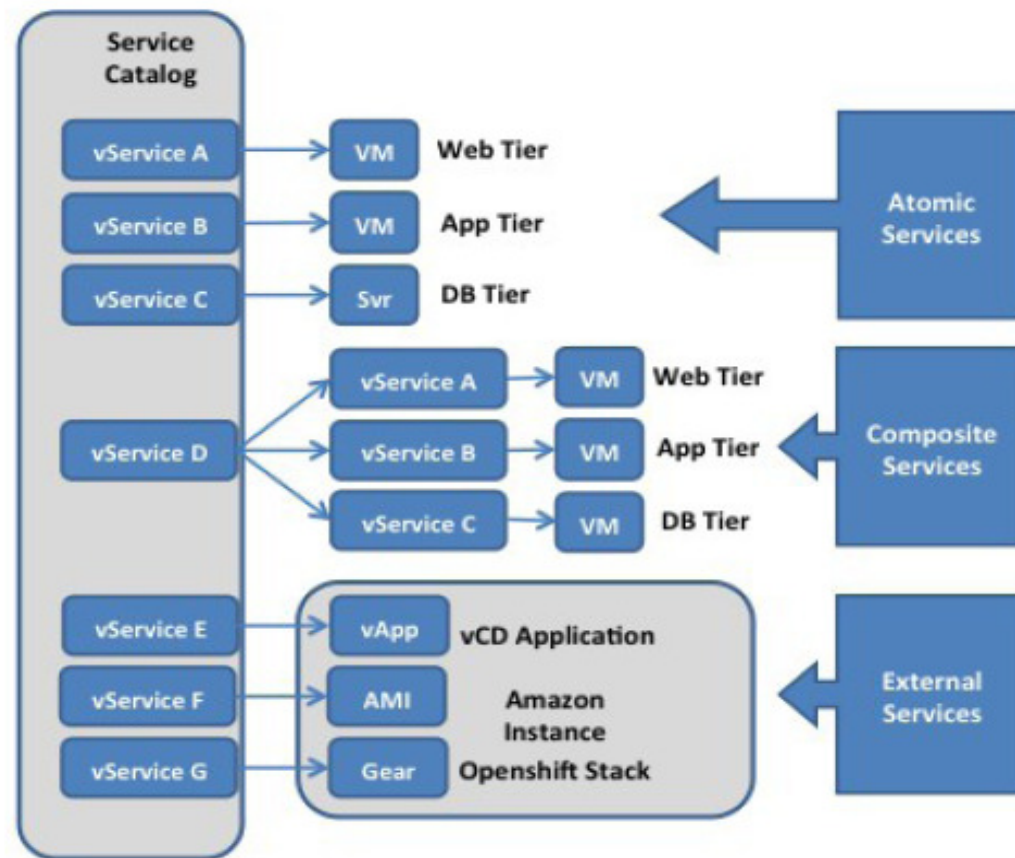 Service
Catalog
vService A
VM
Web Tier
vService B
VM
App Tier
vService C
Svr
DB Tier
Atomic
Services
vService D
vService A
VM
Web Tier
vService B
VM
App Tier
vService C
VM
DB Tier
Composite
Services
vService E
vApp
vCD Application
vService F
AMI
Amazon
Instance
vService G
Gear
Openshift Stack
External
Services